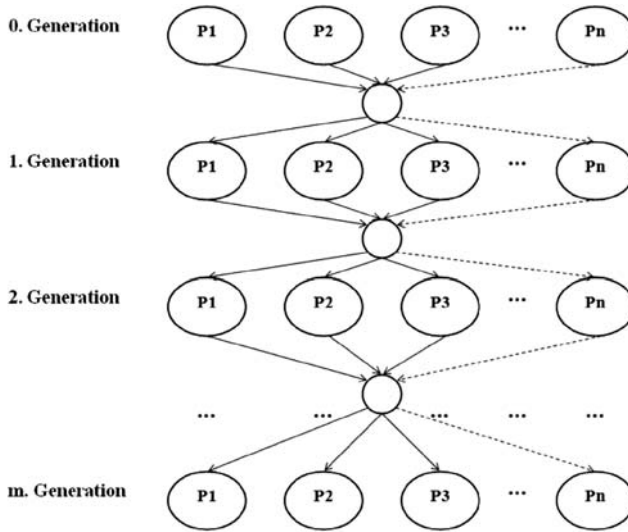 0. Generation P1 P2 P3 ... Pn
1. Generation P1 P2 P3 ... Pn
2. Generation P1 P2 P3 ... Pn
... ... ... ... ...
m. Generation P1 P2 P3 ... Pn